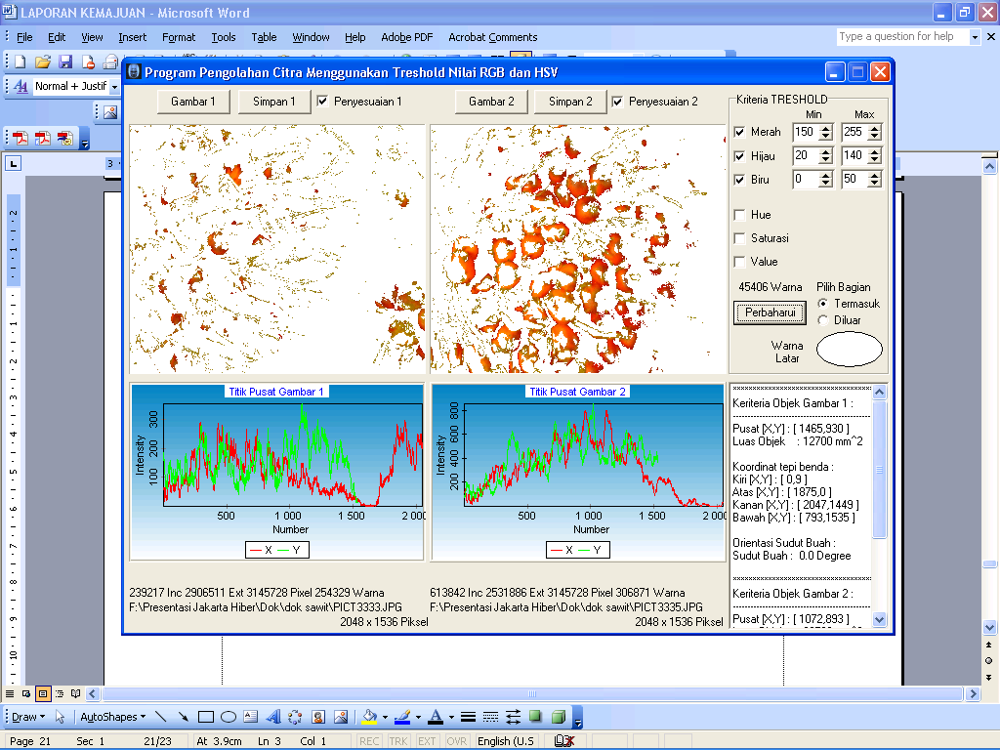 LAPORAN KEMAJUAN - Microsoft Word
File Edit View Insert Format Tools Table Window Help Adobe PDF Acrobat Comments
Type a question for help
Normal + Justif
Program Pengolahan Citra Menggunakan Treshold Nilai RGB dan HSV
Gambar 1 Simpan 1 Penyesuaian 1 Gambar 2 Simpan 2 Penyesuaian 2
Kriteria TRESHOLD
Min Max
Merah 150 255
Hijau 20 140
Biru 0 50
Hue
Saturasi
Value
45406 Warna Pilih Bagian
Perbaharui Termasuk
Diluar
Warna
Latar
Titik Pusat Gambar 1
Intensity
300
200
100
500 1 000 1 500 2 000
Number
X Y
Titik Pusat Gambar 2
Intensity
800
600
400
200
500 1 000 1 500 2 000
Number
X Y
Keriteria Objek Gambar 1 :
Pusat [X,Y] : [ 1465,930 ]
Luas Objek : 12700 mm^2
Koordinat tepi benda :
Kiri [X,Y] : [ 0,9 ]
Atas [X,Y] : [ 1875,0 ]
Kanan [X,Y] : [ 2047,1449 ]
Bawah [X,Y] : [ 793,1535 ]
Orientasi Sudut Buah :
Sudut Buah : 0.0 Degree
Keriteria Objek Gambar 2 :
Pusat [X,Y] : [ 1072,893 ]
239217 Inc 2906511 Ext 3145728 Pixel 254329 Warna
F:\Presentasi Jakarta Hiber\Dok\dok sawit\PICT3333.JPG
2048 x 1536 Piksel
613842 Inc 2531886 Ext 3145728 Pixel 306871 Warna
F:\Presentasi Jakarta Hiber\Dok\dok sawit\PICT3335.JPG
2048 x 1536 Piksel
Draw AutoShapes
Page 21 Sec 1 21/23 At 3.9cm Ln 3 Col 1 REC TRK EXT OVR English (U.S